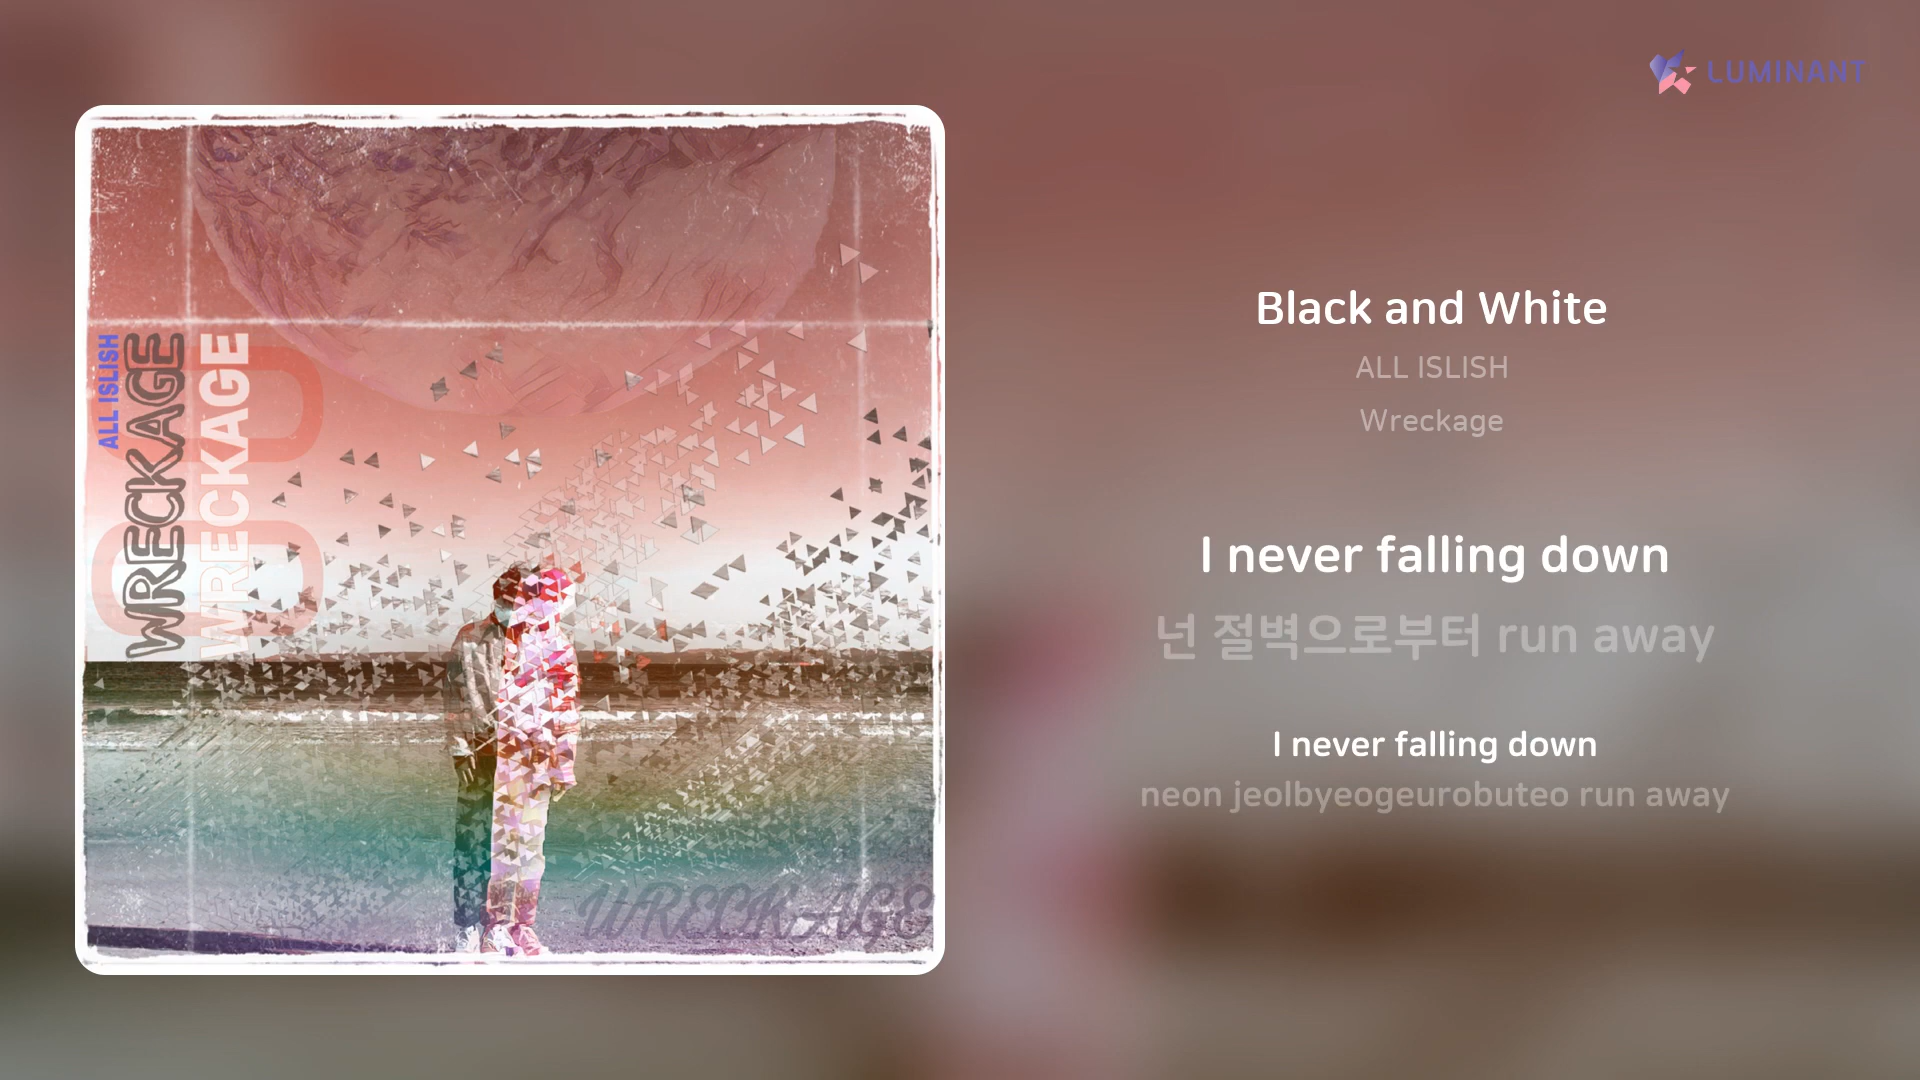 LUMINANT
ALL ISLISH
WRECKAGE
WRECKAGE
WRECKAGE
Black and White
ALL ISLISH
Wreckage
I never falling down
넌 절벽으로부터 run away
I never falling down
neon jeolbyeogeurobuteo run away